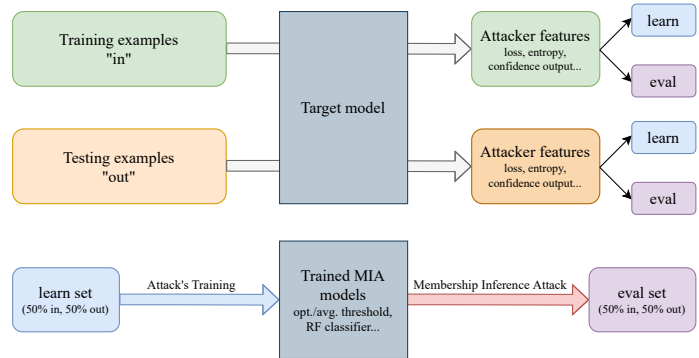 Training examples
"in"
Target model
Attacker features
loss, entropy,
confidence output...
learn
eval
Testing examples
"out"
Attacker features
loss, entropy,
confidence output...
learn
eval
learn set
(50% in, 50% out)
Attack's Training
Trained MIA
models
opt./avg. threshold,
RF classifier...
Membership Inference Attack
eval set
(50% in, 50% out)